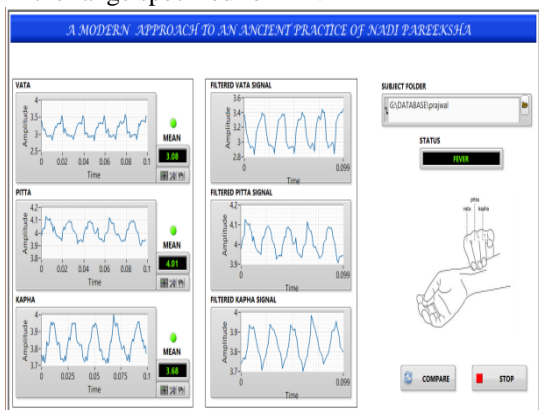 A MODERN APPROACH TO AN ANCIENT PRACTICE OF NADI PAREEKSHA
VATA
4-
3.5-
3-
2.5-
Amplitude
0 0.02 0.04 0.06 0.08 0.1
Time
MEAN
3.08
FILTERED VATA SIGNAL
3.6-
3.4-
3.2-
3-
2.8-
Amplitude
0 0.099
Time
SUBJECT FOLDER
G:\DATABASE\prajwal
STATUS
FEVER
PITTA
4.2-
4.1-
4-
3.9-
3.8-
Amplitude
0 0.02 0.04 0.06 0.08 0.1
Time
MEAN
4.01
FILTERED PITTA SIGNAL
4.2-
4.1-
4-
3.9-
Amplitude
0 0.099
Time
pitta
vata kapha
KAPHA
4-
3.9-
3.8-
3.7-
Amplitude
0 0.025 0.05 0.075 0.1
Time
MEAN
3.68
FILTERED KAPHA SIGNAL
4-
3.9-
3.8-
3.7-
Amplitude
0 0.099
Time
COMPARE
STOP